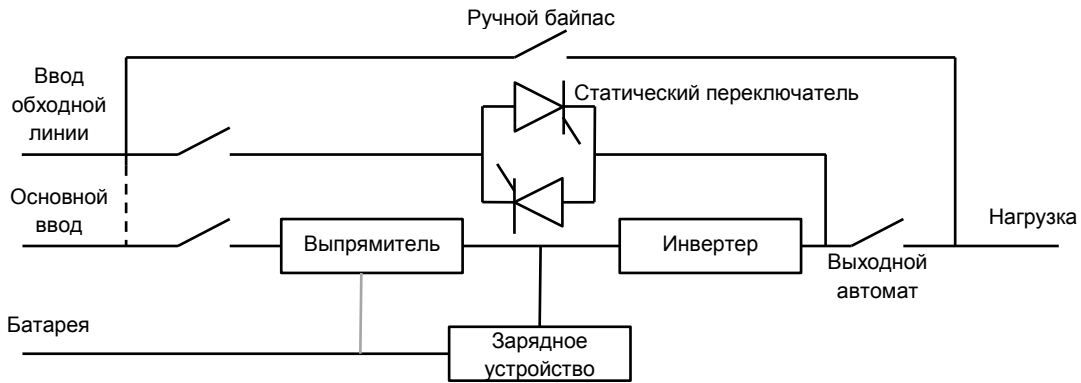 Ручной байпас
Ввод
обходной
линии
Статический переключатель
Основной
ввод
Выпрямитель
Инвертер
Нагрузка
Выходной
автомат
Батарея
Зарядное
устройство